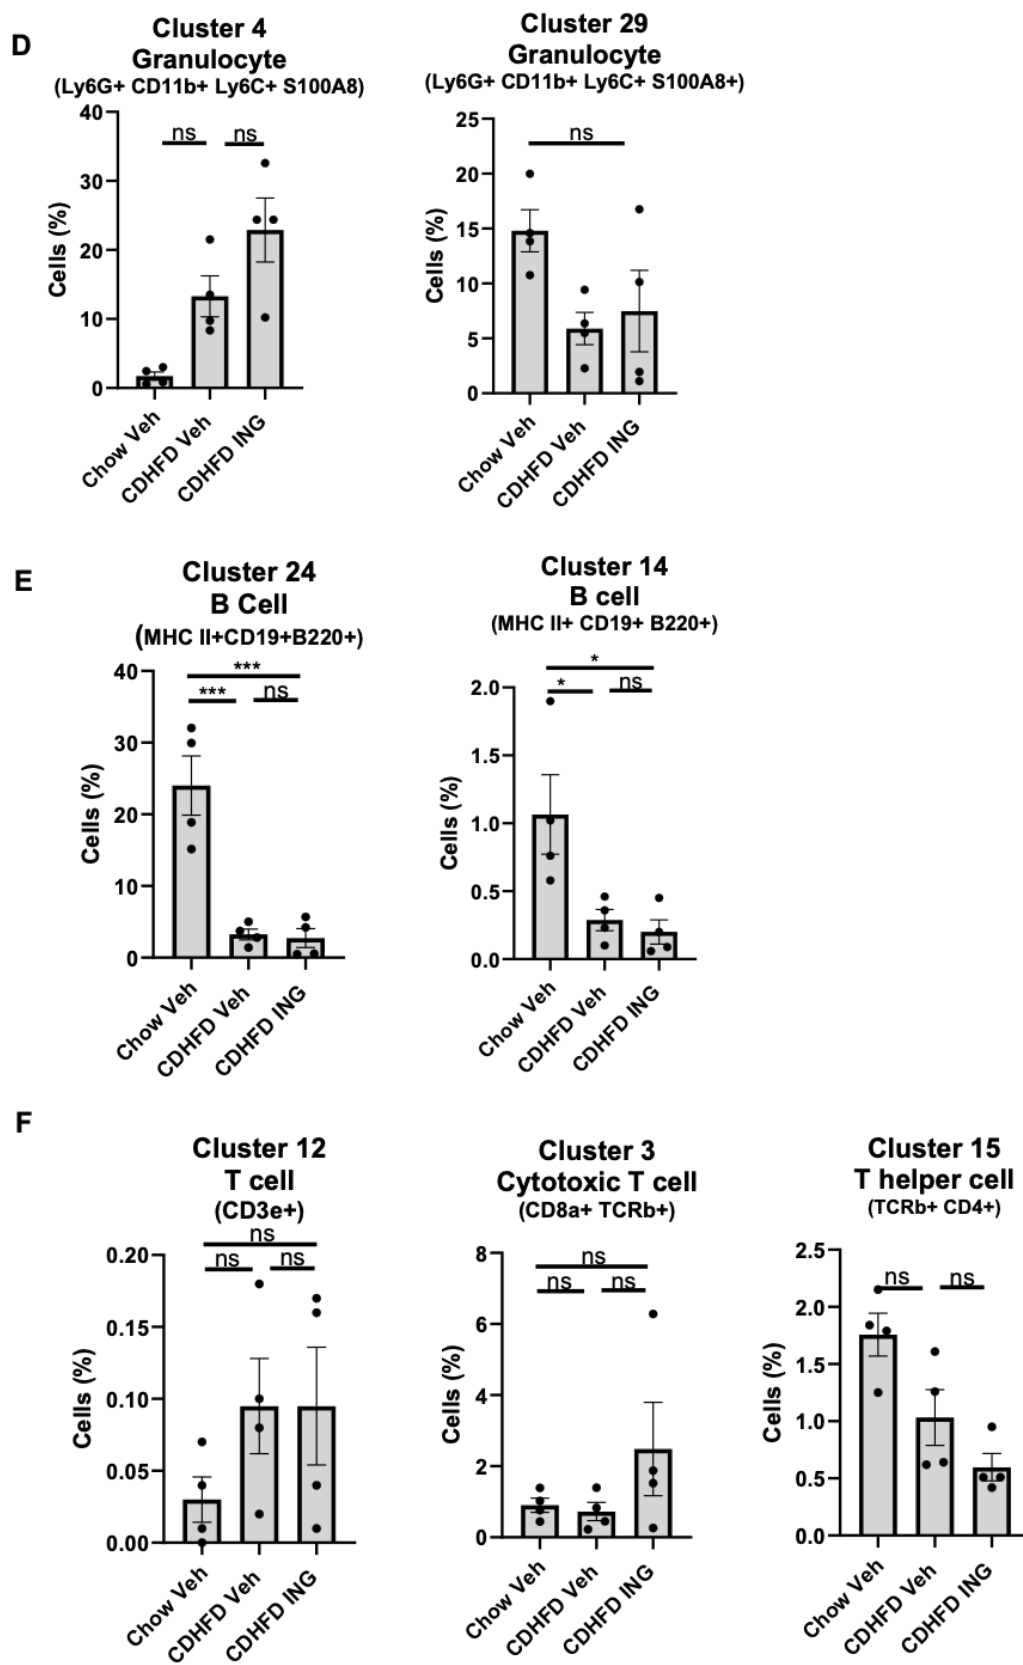 D
Cluster 4
Granulocyte
(Ly6G+ CD11b+ Ly6C+ S100A8)
40
30
20
10
0
Cells (%)
ns
ns
Chow Veh
CDHFD Veh
CDHFD ING
Cluster 29
Granulocyte
(Ly6G+ CD11b+ Ly6C+ S100A8+)
25
20
15
10
5
0
Cells (%)
ns
Chow Veh
CDHFD Veh
CDHFD ING
E
Cluster 24
B Cell
(MHC II+CD19+B220+)
40
30
20
10
0
Cells (%)
***
***
ns
Chow Veh
CDHFD Veh
CDHFD ING
Cluster 14
B cell
(MHC II+ CD19+ B220+)
2.0
1.5
1.0
0.5
0.0
Cells (%)
*
*
ns
Chow Veh
CDHFD Veh
CDHFD ING
F
Cluster 12
T cell
(CD3e+)
0.20
0.15
0.10
0.05
0.00
Cells (%)
ns
ns
ns
Chow Veh
CDHFD Veh
CDHFD ING
Cluster 3
Cytotoxic T cell
(CD8a+ TCRb+)
8
6
4
2
0
Cells (%)
ns
ns
ns
Chow Veh
CDHFD Veh
CDHFD ING
Cluster 15
T helper cell
(TCRb+ CD4+)
2.5
2.0
1.5
1.0
0.5
0.0
Cells (%)
ns
ns
Chow Veh
CDHFD Veh
CDHFD ING